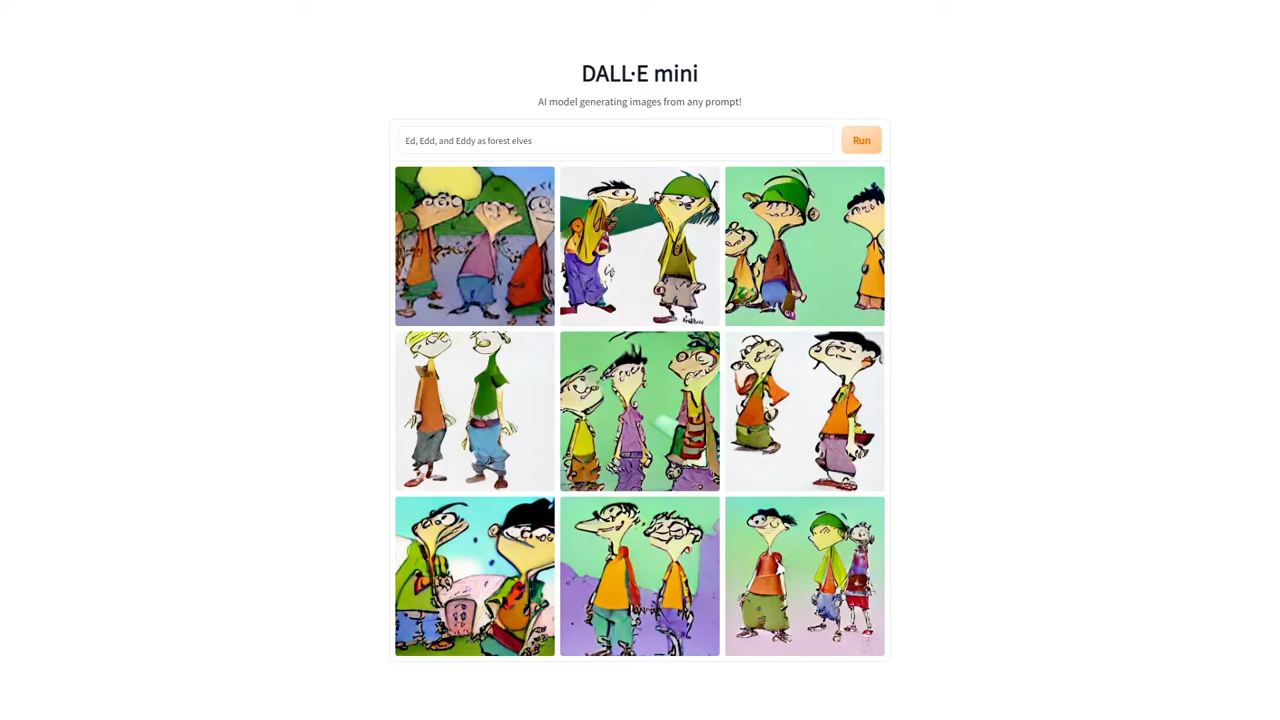 DALL·E mini
AI model generating images from any prompt!
Ed, Edd, and Eddy as forest elves
Run